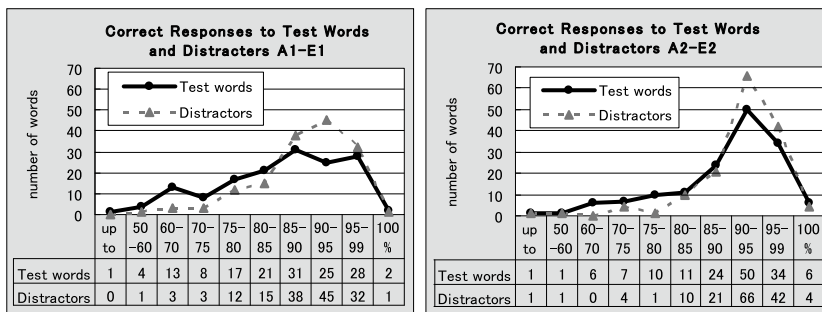 Correct Responses to Test Words
and Distracters A1-E1
number of words
70
60
50
40
30
20
10
0
Test words
Distractors
up to 50 -60 60- 70 70- 75 75- 80 80- 85 85- 90 90- 95 95- 99 100 %
Test words 1 4 13 8 17 21 31 25 28 2
Distractors 0 1 3 3 12 15 38 45 32 1
Correct Responses to Test Words
and Distractors A2-E2
number of words
70
60
50
40
30
20
10
0
Test words
Distractors
up to 50 -60 60- 70 70- 75 75- 80 80- 85 85- 90 90- 95 95- 99 100 %
Test words 1 1 6 7 10 11 24 50 34 6
Distractors 1 1 0 4 1 10 21 66 42 4